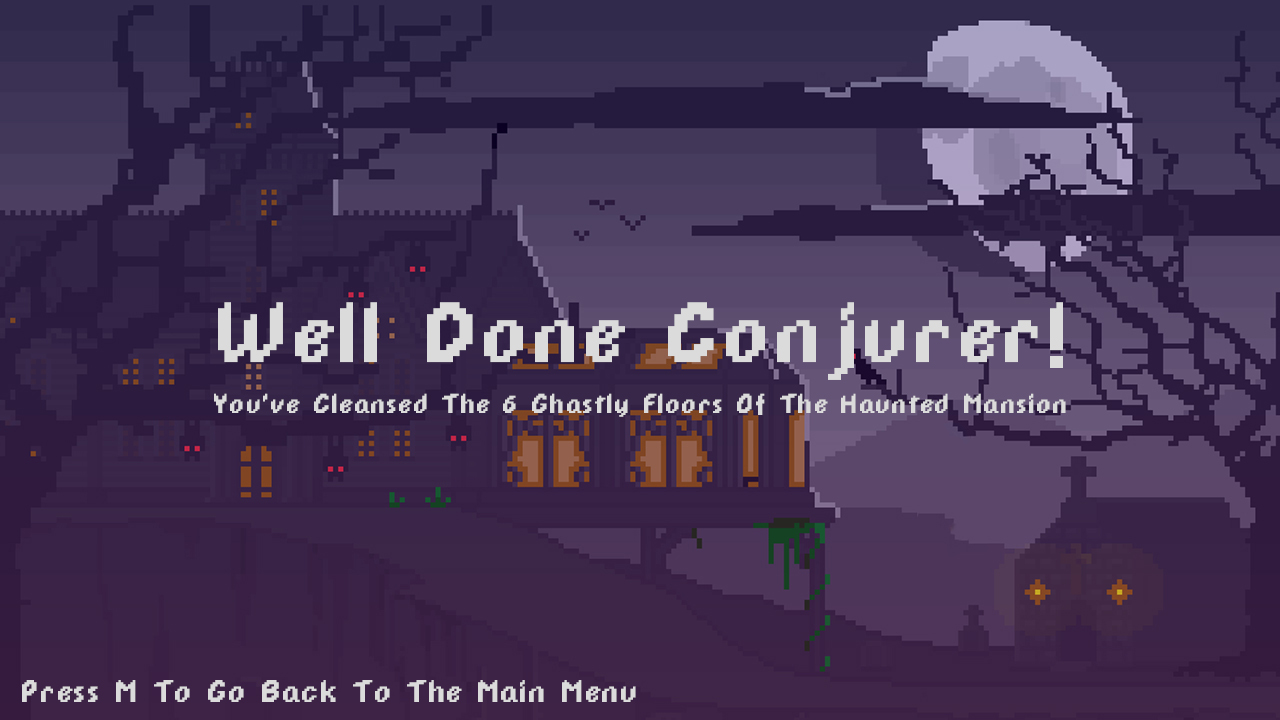 Well Done Conjurer!
You've Cleansed The 6 Ghastly Floors Of The Haunted Mansion
Press M To Go Back To The Main Menu